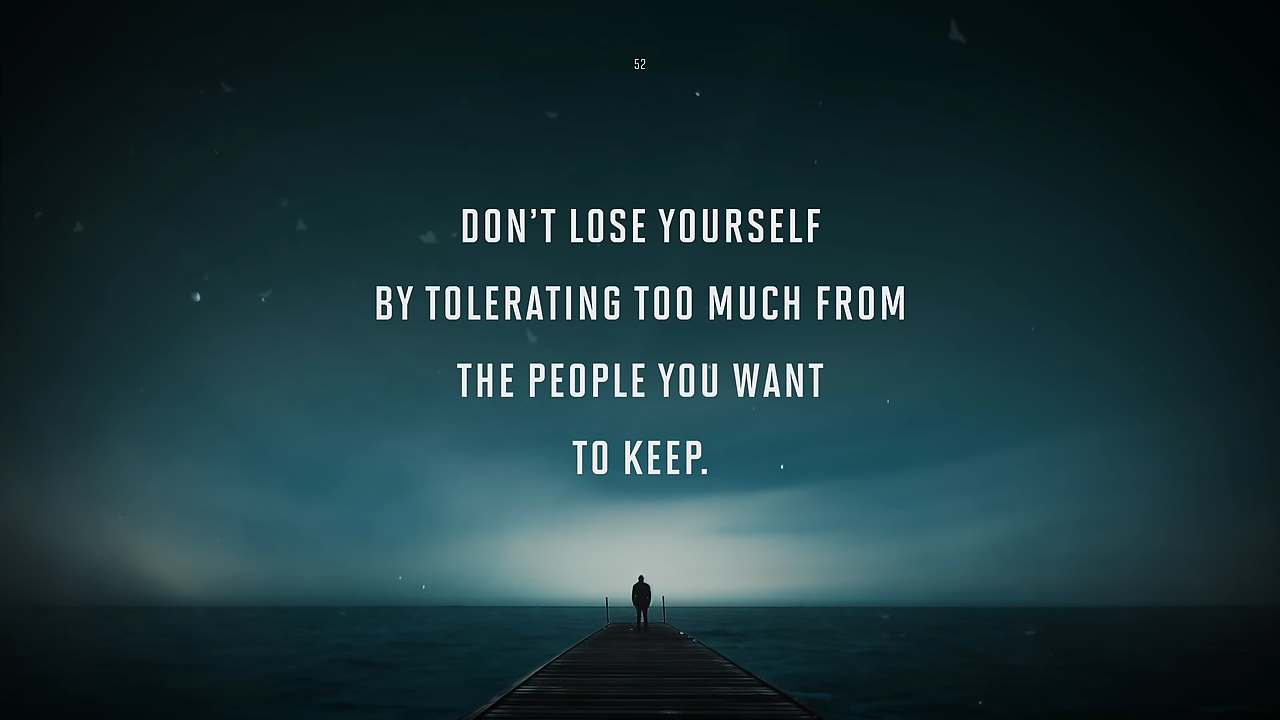 52
DON’T LOSE YOURSELF
BY TOLERATING TOO MUCH FROM
THE PEOPLE YOU WANT
TO KEEP.